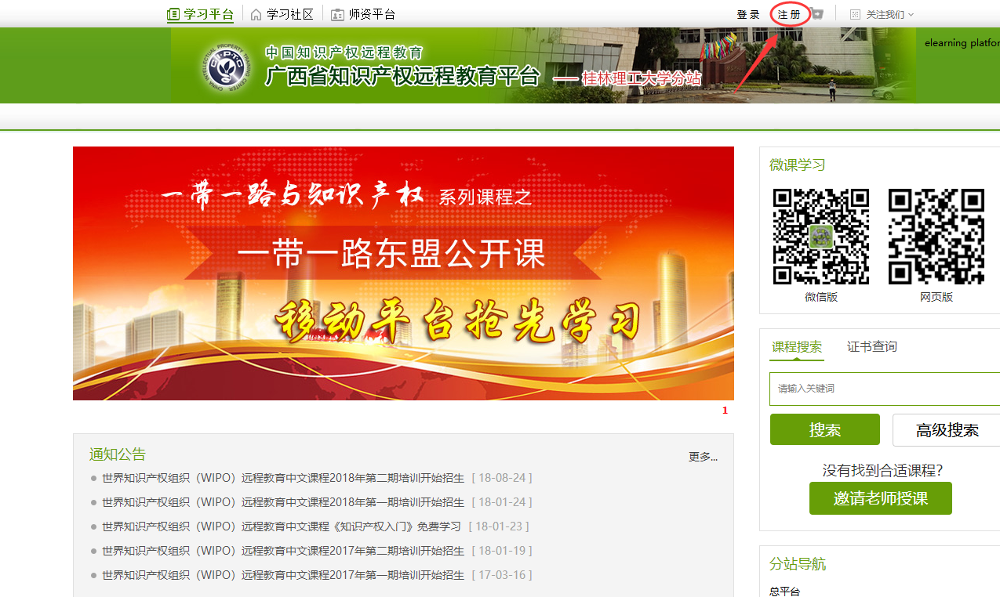 学习平台 学习社区 师资平台 登录 注册 关注我们
CHINA INTELLECTUAL PROPERTY TRAINING CENTER
CIPTC
中国知识产权远程教育
广西省知识产权远程教育平台 —— 桂林理工大学分站
elearning platfor
一带一路与知识产权 系列课程之
一带一路东盟公开课
移动平台抢先学习
1
通知公告 更多...
世界知识产权组织（WIPO）远程教育中文课程2018年第二期培训开始招生 [ 18-08-24 ]
世界知识产权组织（WIPO）远程教育中文课程2018年第一期培训开始招生 [ 18-01-24 ]
世界知识产权组织（WIPO）远程教育中文课程《知识产权入门》免费学习 [ 18-01-23 ]
世界知识产权组织（WIPO）远程教育中文课程2017年第二期培训开始招生 [ 18-01-19 ]
世界知识产权组织（WIPO）远程教育中文课程2017年第一期培训开始招生 [ 17-03-16 ]
微课学习
微信版 网页版
课程搜索 证书查询
请输入关键词
搜索 高级搜索
没有找到合适课程?
邀请老师授课
分站导航
总平台